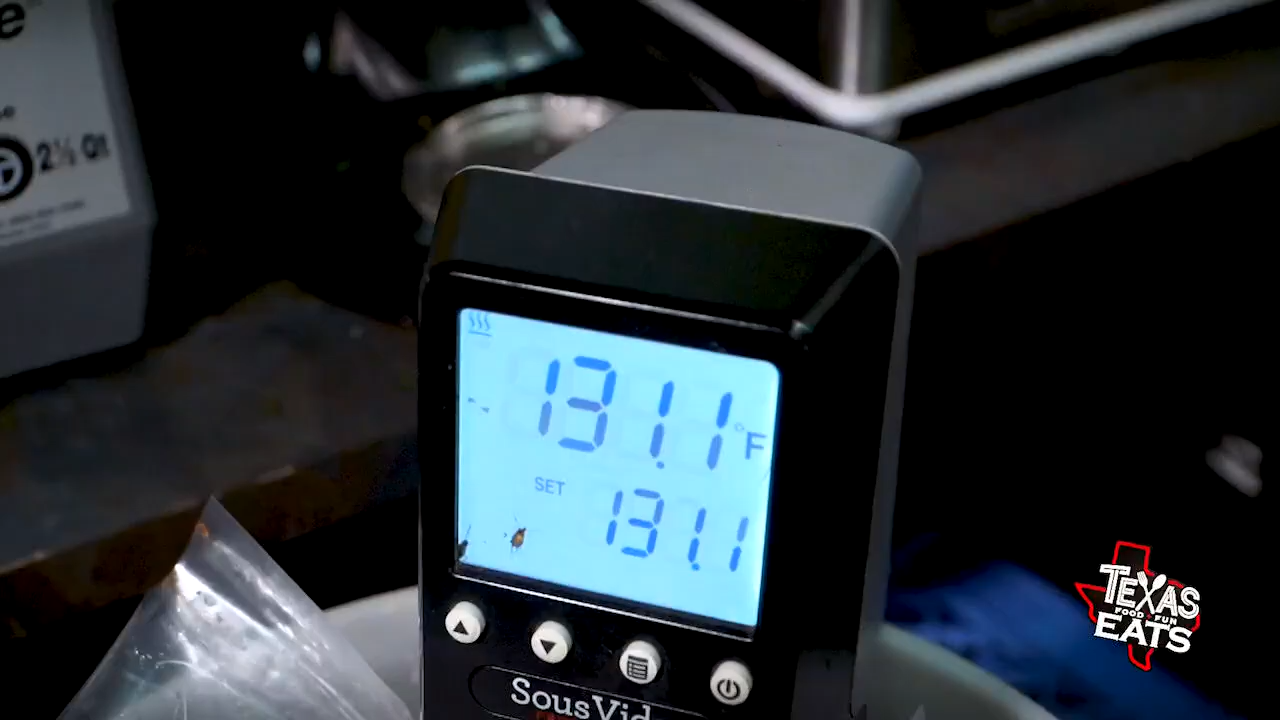 e
2½ Qt
131.1 °F
SET 131.1
SousVid
TEXAS
FOOD FUN
EATS